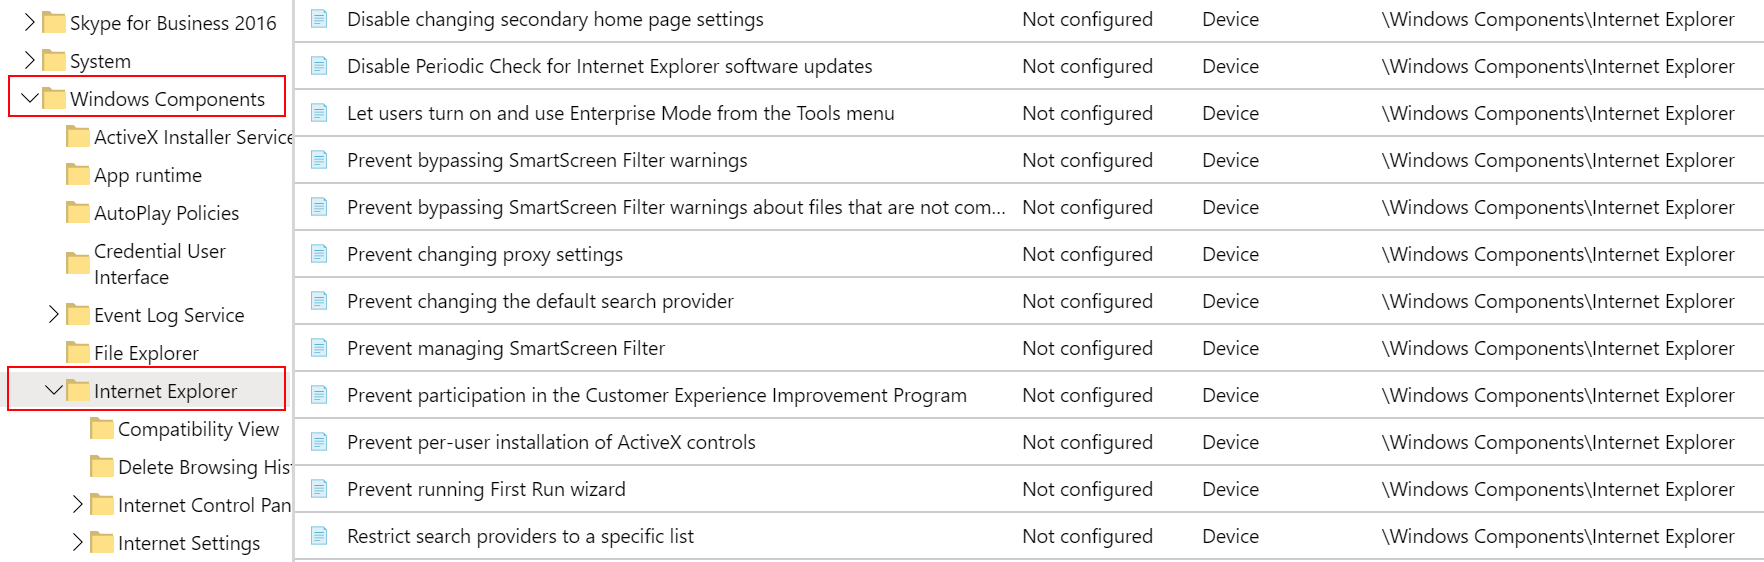 Skype for Business 2016
System
Windows Components
ActiveX Installer Service
App runtime
AutoPlay Policies
Credential User
Interface
Event Log Service
File Explorer
Internet Explorer
Compatibility View
Delete Browsing His
Internet Control Pan
Internet Settings
Disable changing secondary home page settings Not configured Device \Windows Components\Internet Explorer
Disable Periodic Check for Internet Explorer software updates Not configured Device \Windows Components\Internet Explorer
Let users turn on and use Enterprise Mode from the Tools menu Not configured Device \Windows Components\Internet Explorer
Prevent bypassing SmartScreen Filter warnings Not configured Device \Windows Components\Internet Explorer
Prevent bypassing SmartScreen Filter warnings about files that are not com... Not configured Device \Windows Components\Internet Explorer
Prevent changing proxy settings Not configured Device \Windows Components\Internet Explorer
Prevent changing the default search provider Not configured Device \Windows Components\Internet Explorer
Prevent managing SmartScreen Filter Not configured Device \Windows Components\Internet Explorer
Prevent participation in the Customer Experience Improvement Program Not configured Device \Windows Components\Internet Explorer
Prevent per-user installation of ActiveX controls Not configured Device \Windows Components\Internet Explorer
Prevent running First Run wizard Not configured Device \Windows Components\Internet Explorer
Restrict search providers to a specific list Not configured Device \Windows Components\Internet Explorer